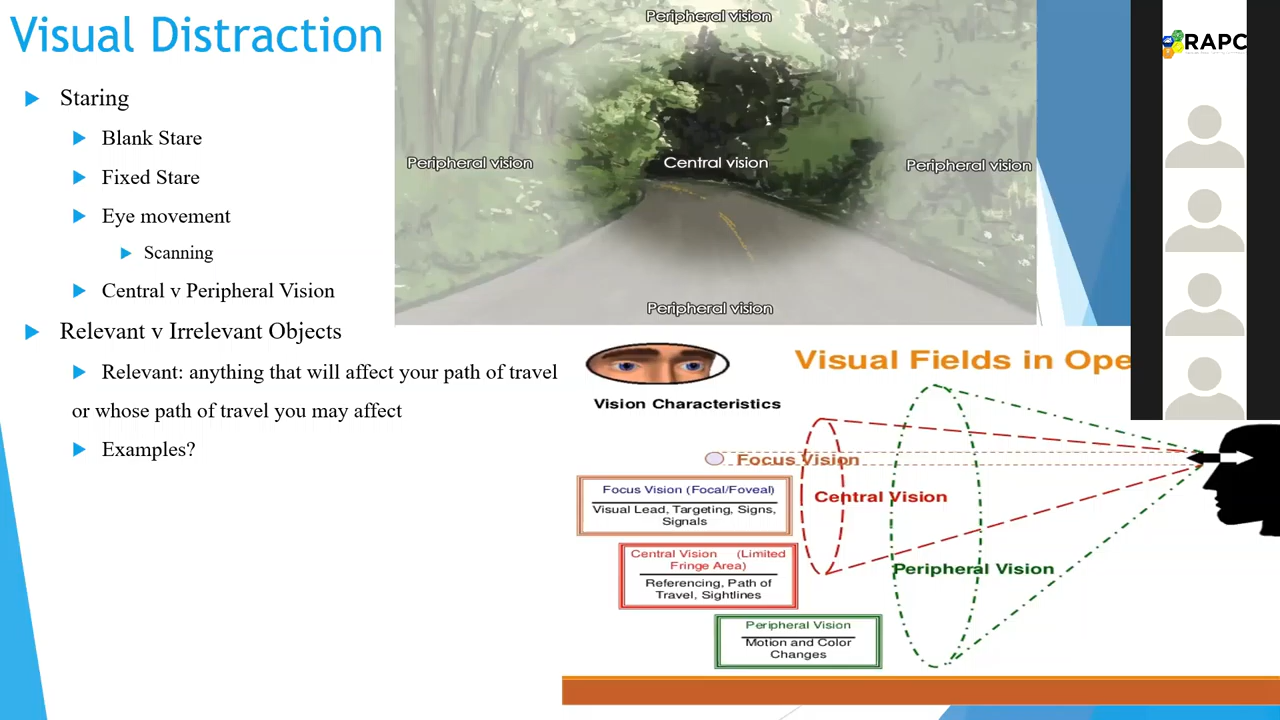 Visual Distraction
Staring
Blank Stare
Fixed Stare
Eye movement
Scanning
Central v Peripheral Vision
Relevant v Irrelevant Objects
Relevant: anything that will affect your path of travel
or whose path of travel you may affect
Examples?
Peripheral vision
Peripheral vision
Central vision
Peripheral vision
Peripheral vision
Visual Fields in Ope
Vision Characteristics
Focus Vision
Central Vision
Peripheral Vision
Focus Vision (Focal/Foveal)
Visual Lead, Targeting, Signs,
Signals
Central Vision (Limited
Fringe Area)
Referencing, Path of
Travel, Sightlines
Peripheral Vision
Motion and Color
Changes
RAPC